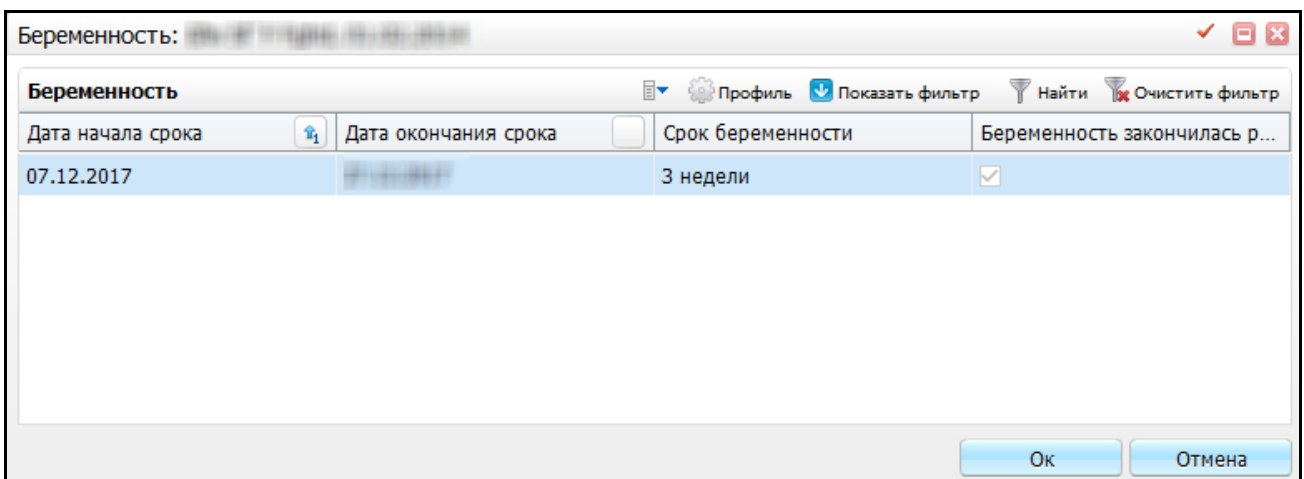 Беременность:
Беременность Профиль Показать фильтр Найти Очистить фильтр
Дата начала срока 1 Дата окончания срока Срок беременности Беременность закончилась р...
07.12.2017 3 недели
Ок Отмена